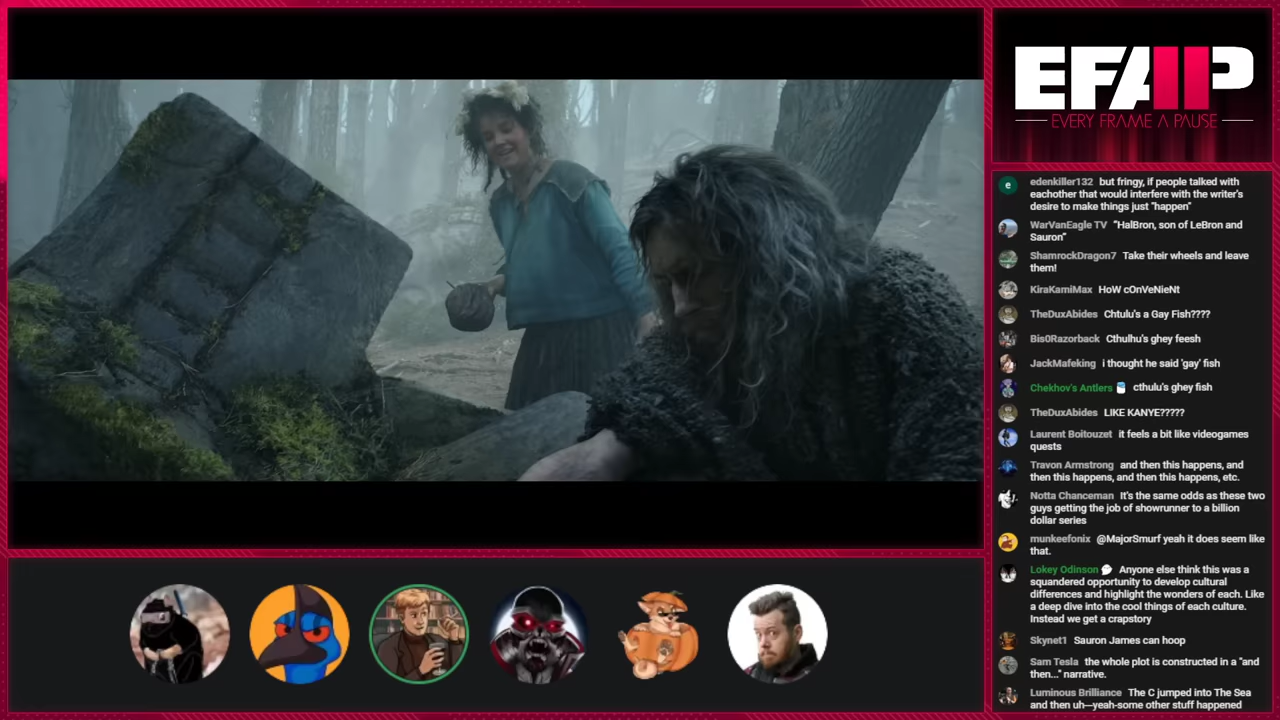 EFAP
EVERY FRAME A PAUSE
e
edenkiller132 but fringy, if people talked with
eachother that would interfere with the writer's
desire to make things just "happen"
WarVanEagle TV "HalBron, son of LeBron and
Sauron"
ShamrockDragon7 Take their wheels and leave
them!
KiraKamiMax HoW cOnVeNieNt
TheDuxAbides Chtulu's a Gay Fish????
Bis0Razorback Cthulhu's ghey feesh
JackMafeking i thought he said 'gay' fish
Chekhov's Antlers cthulu's ghey fish
TheDuxAbides LIKE KANYE?????
Laurent Boitouzet it feels a bit like videogames
quests
Travon Armstrong and then this happens, and
then this happens, and then this happens, etc.
Notta Chanceman It's the same odds as these two
guys getting the job of showrunner to a billion
dollar series
munkeefonix @MajorSmurf yeah it does seem like
that.
Lokey Odinson Anyone else think this was a
squandered opportunity to develop cultural
differences and highlight the wonders of each. Like
a deep dive into the cool things of each culture.
Instead we get a crapstory
Skynet1 Sauron James can hoop
Sam Tesla the whole plot is constructed in a "and
then..." narrative.
Luminous Brilliance The C jumped into The Sea
and then uh—yeah-some other stuff happened